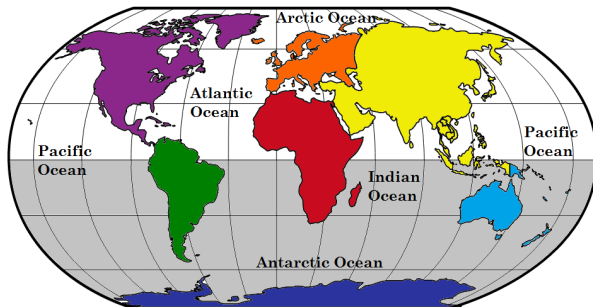 Arctic Ocean
Atlantic
Ocean
Pacific
Ocean
Pacific
Ocean
Indian
Ocean
Antarctic Ocean